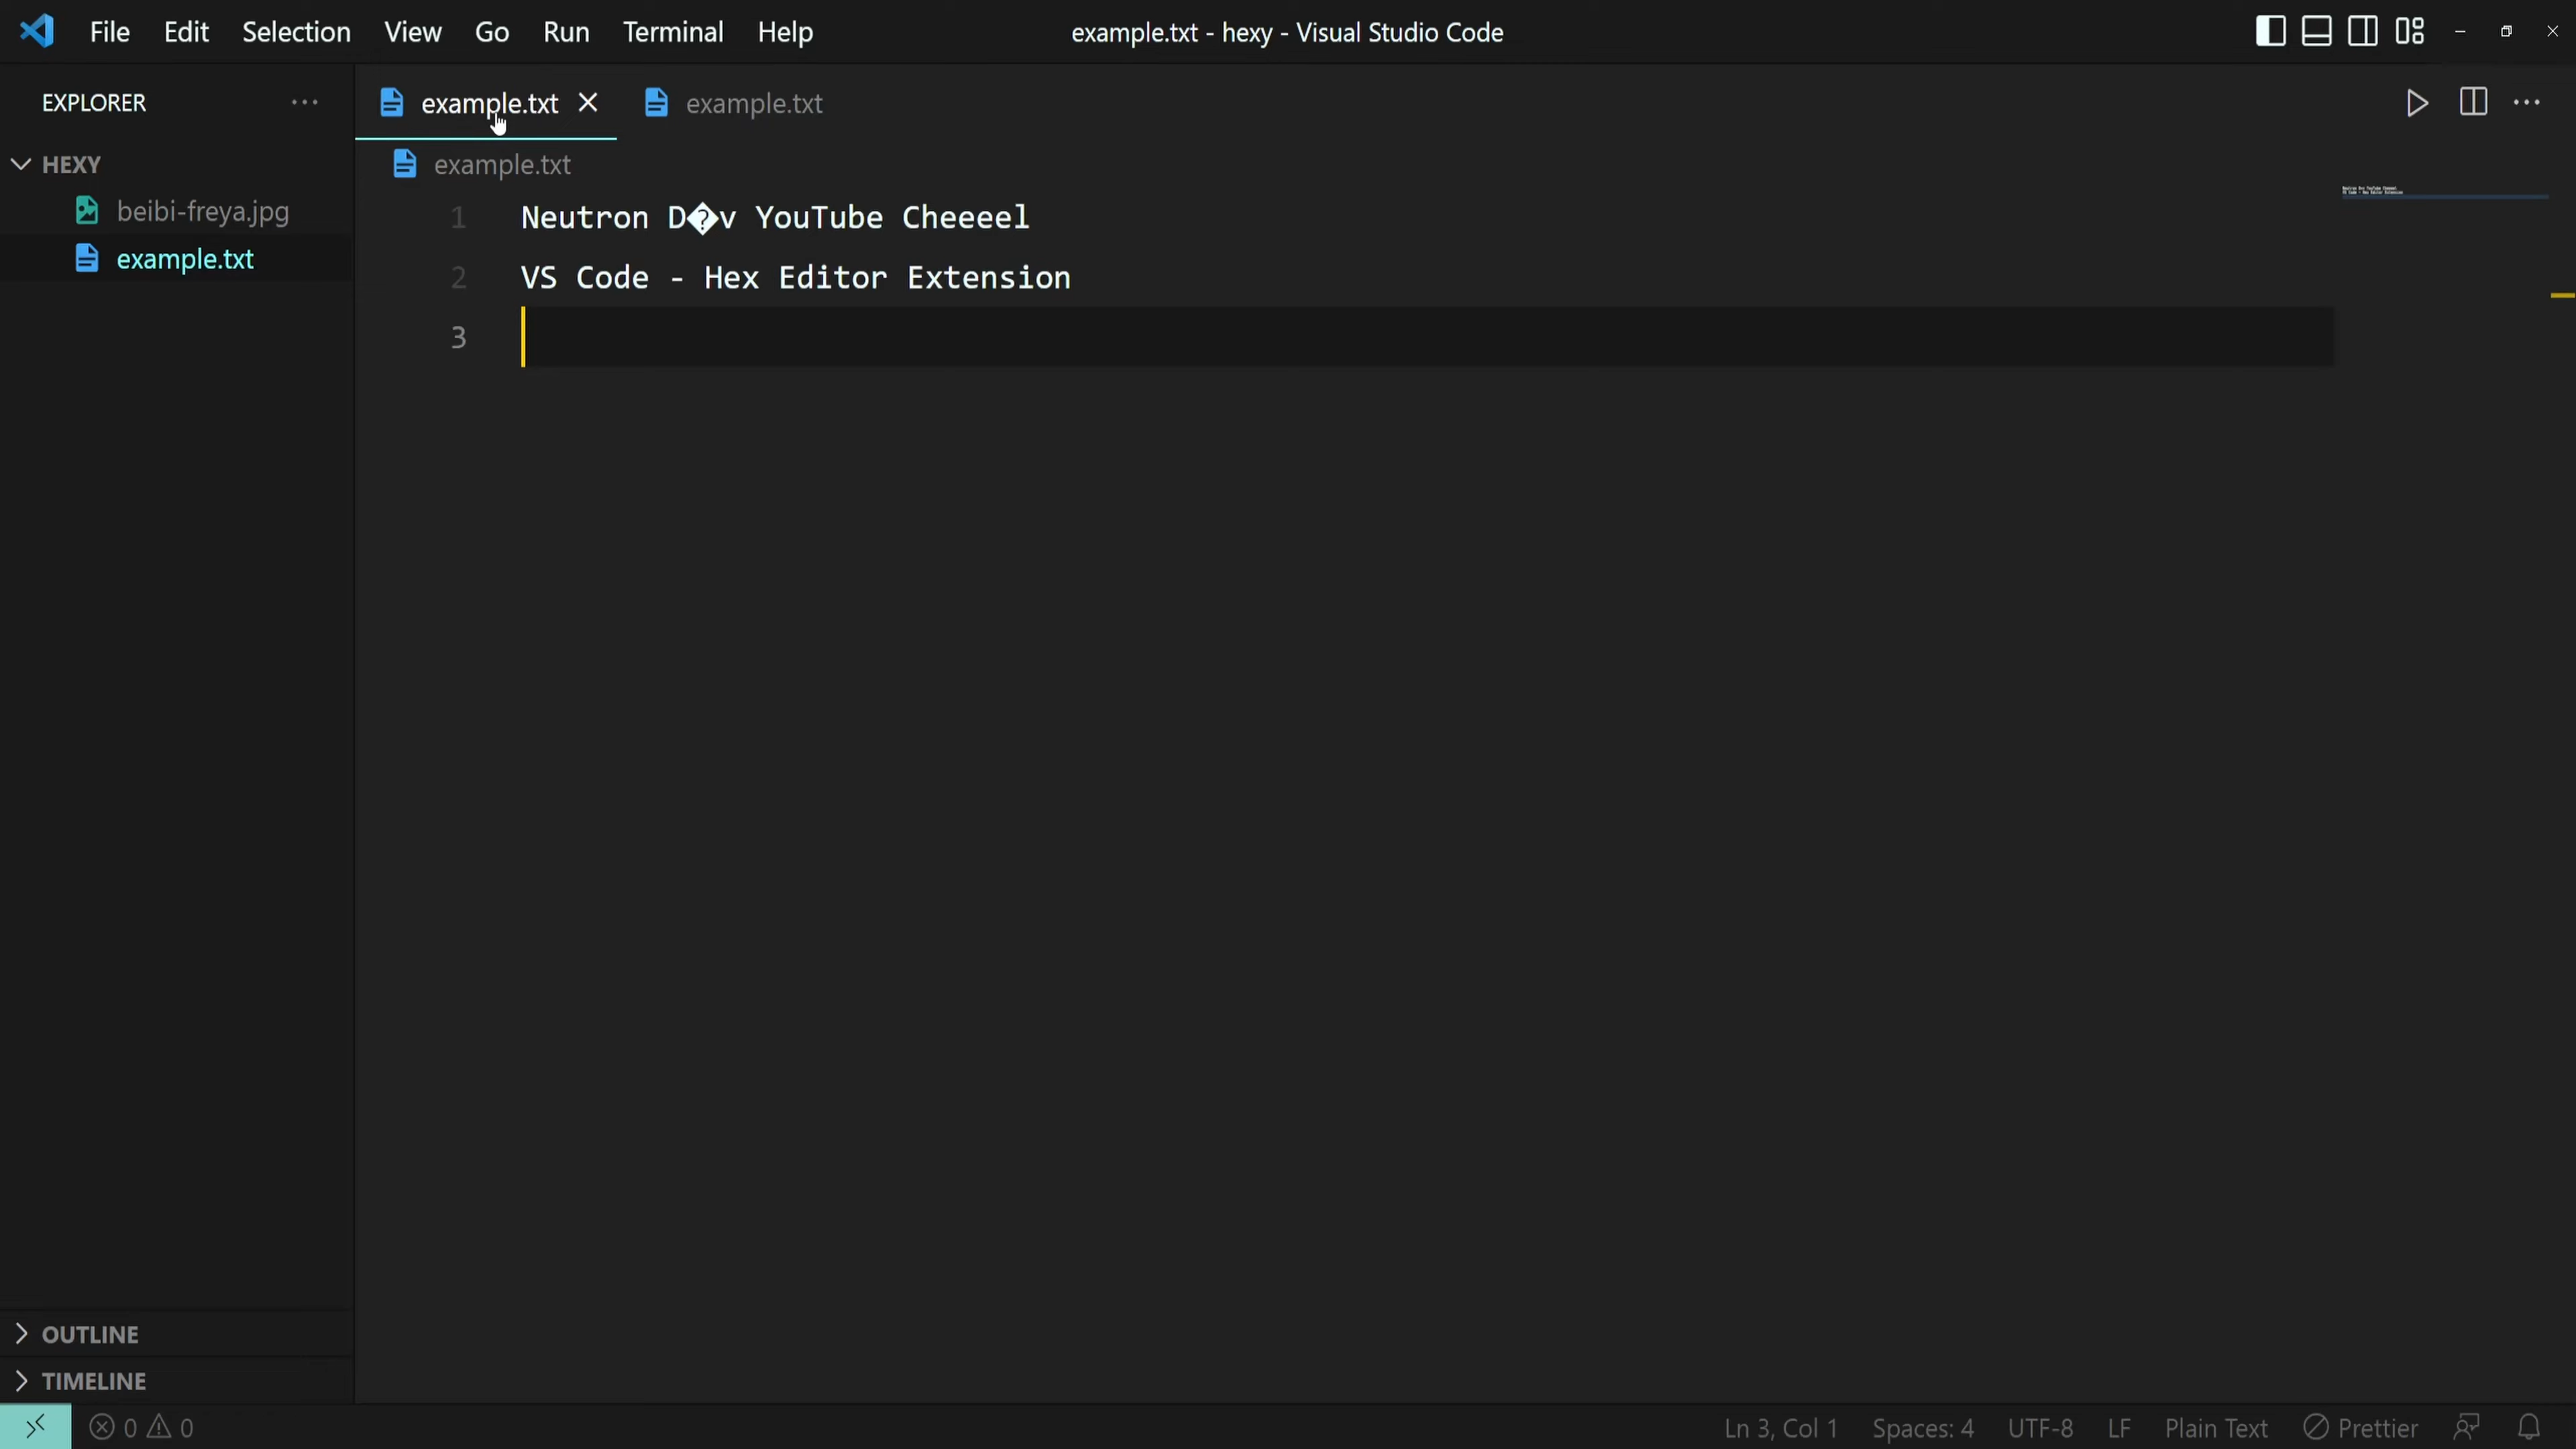 File Edit Selection View Go Run Terminal Help example.txt - hexy - Visual Studio Code
EXPLORER
example.txt example.txt
HEXY
example.txt
beibi-freya.jpg
example.txt
1 Neutron D�v YouTube Cheeeel
2 VS Code - Hex Editor Extension
3
OUTLINE
TIMELINE
0 0 Ln 3, Col 1 Spaces: 4 UTF-8 LF Plain Text Prettier